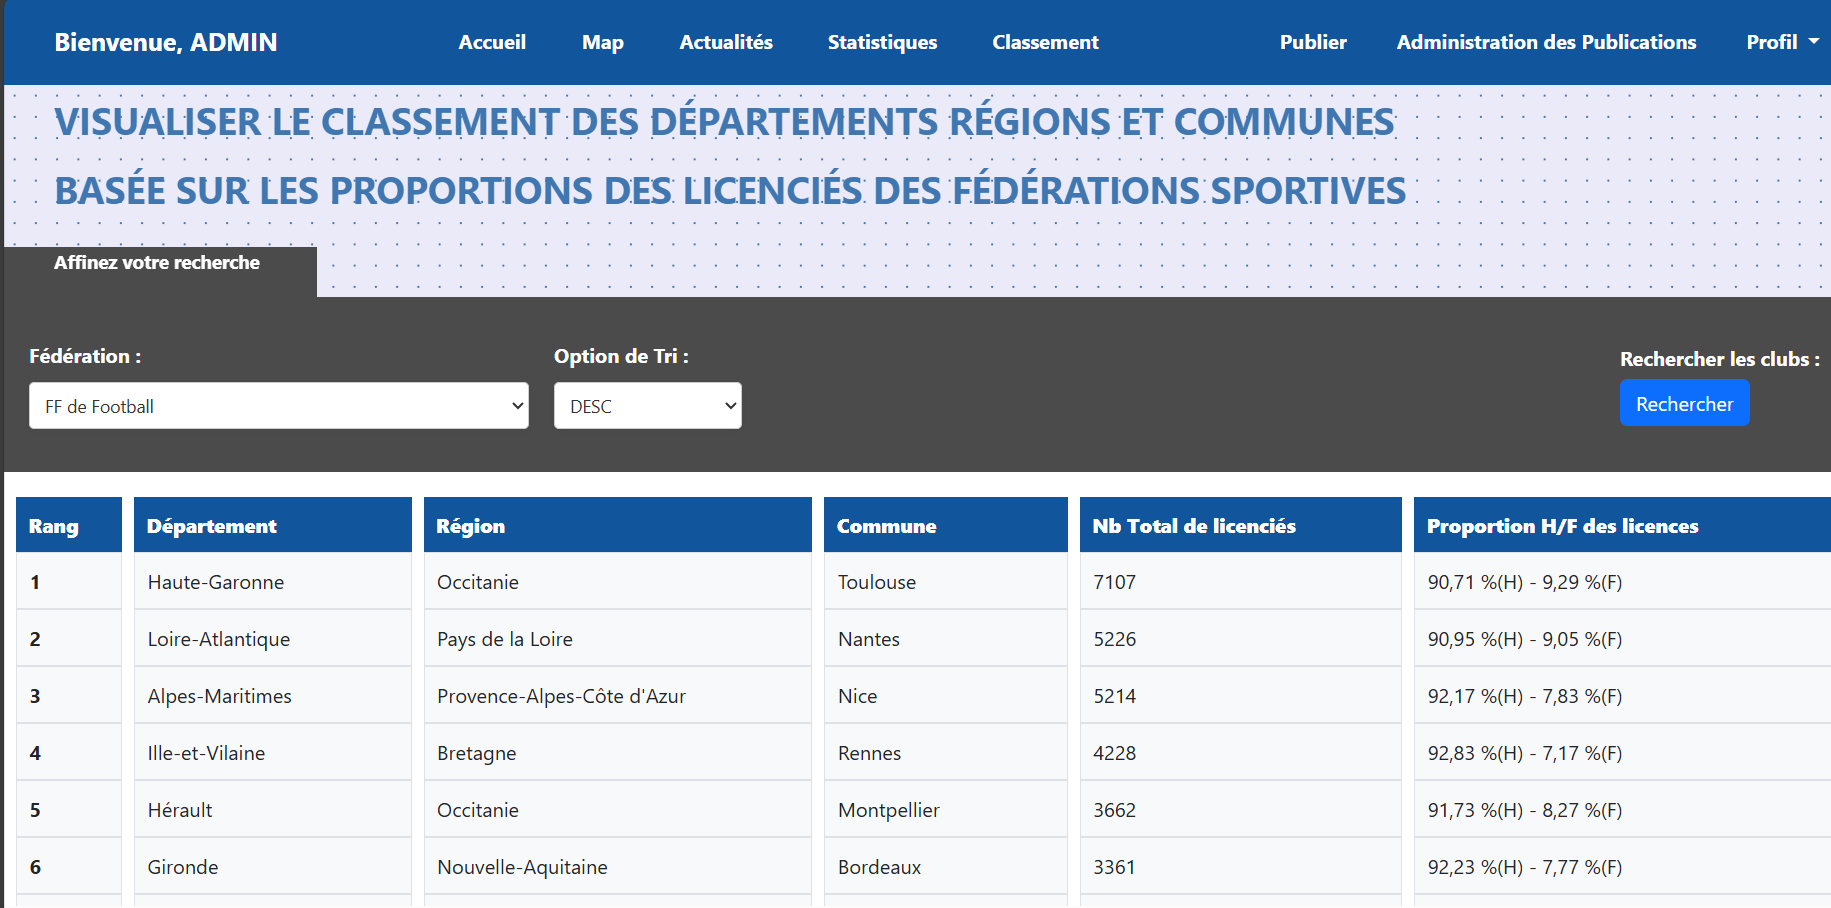 Bienvenue, ADMIN Accueil Map Actualités Statistiques Classement Publier Administration des Publications Profil
VISUALISER LE CLASSEMENT DES DÉPARTEMENTS RÉGIONS ET COMMUNES
BASÉE SUR LES PROPORTIONS DES LICENCIÉS DES FÉDÉRATIONS SPORTIVES
Affinez votre recherche
Fédération : Option de Tri : Rechercher les clubs :
FF de Football DESC Rechercher
Rang Département Région Commune Nb Total de licenciés Proportion H/F des licences
1 Haute-Garonne Occitanie Toulouse 7107 90,71 %(H) - 9,29 %(F)
2 Loire-Atlantique Pays de la Loire Nantes 5226 90,95 %(H) - 9,05 %(F)
3 Alpes-Maritimes Provence-Alpes-Côte d'Azur Nice 5214 92,17 %(H) - 7,83 %(F)
4 Ille-et-Vilaine Bretagne Rennes 4228 92,83 %(H) - 7,17 %(F)
5 Hérault Occitanie Montpellier 3662 91,73 %(H) - 8,27 %(F)
6 Gironde Nouvelle-Aquitaine Bordeaux 3361 92,23 %(H) - 7,77 %(F)